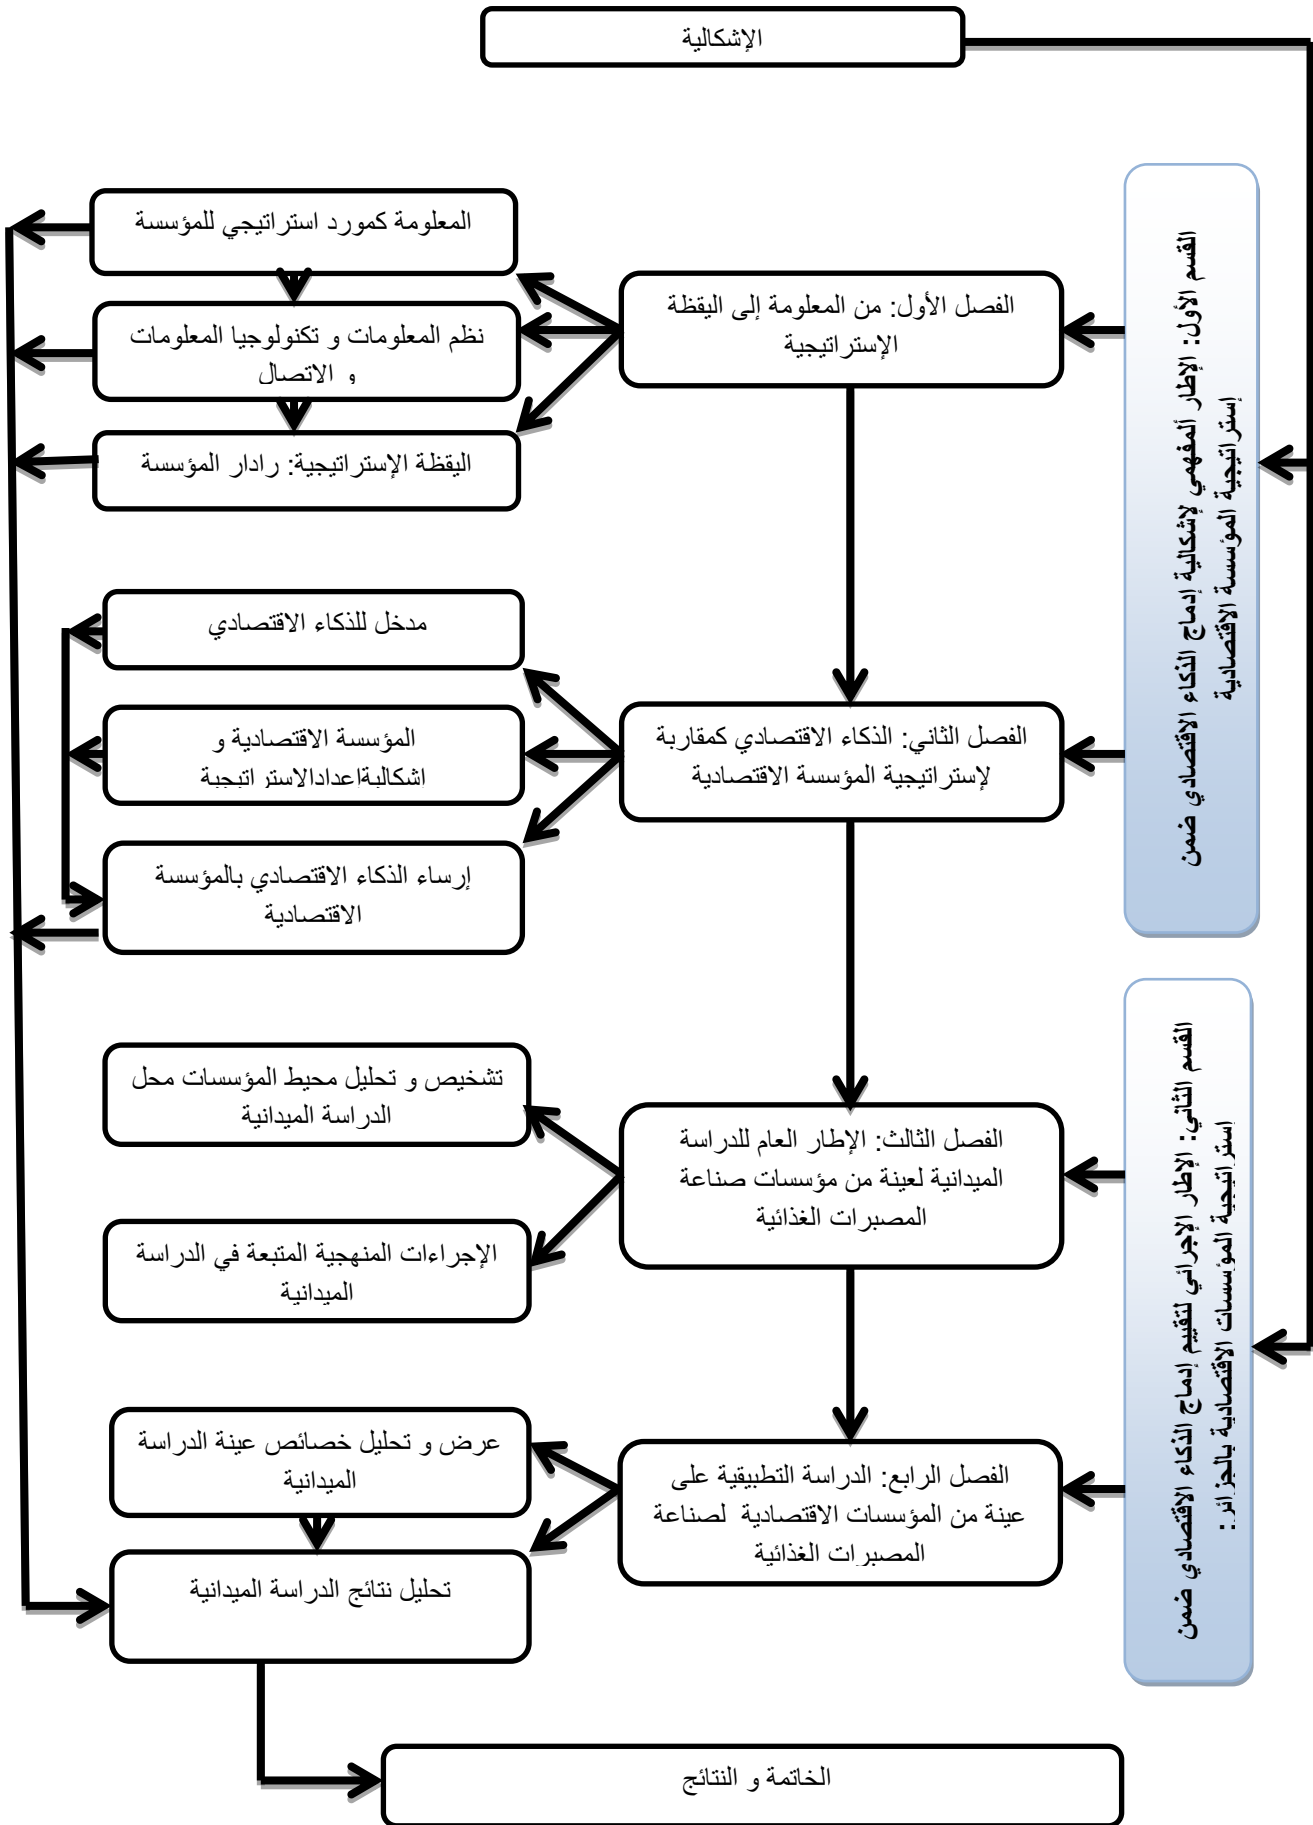 الإشكالية
القسم الأول: الإطار ألمفهمي لإشكالية إدماج الذكاء الاقتصادي ضمن
إستراتيجية المؤسسة الاقتصادية
الفصل الأول: من المعلومة إلى اليقظة
الإستراتيجية
المعلومة كمورد استراتيجي للمؤسسة
نظم المعلومات و تكنولوجيا المعلومات
و الاتصال
اليقظة الإستراتيجية: رادار المؤسسة
الفصل الثاني: الذكاء الاقتصادي كمقاربة
لإستراتيجية المؤسسة الاقتصادية
مدخل للذكاء الاقتصادي
المؤسسة الاقتصادية و
اشكاليةإعدادالاستراتيجية
إرساء الذكاء الاقتصادي بالمؤسسة
الاقتصادية
القسم الثاني: الإطار الإجرائي لتقييم إدماج الذكاء الاقتصادي ضمن
إستراتيجية المؤسسات الاقتصادية بالجزائر:
الفصل الثالث: الإطار العام للدراسة
الميدانية لعينة من مؤسسات صناعة
المصبرات الغذائية
تشخيص و تحليل محيط المؤسسات محل
الدراسة الميدانية
الإجراءات المنهجية المتبعة في الدراسة
الميدانية
الفصل الرابع: الدراسة التطبيقية على
عينة من المؤسسات الاقتصادية لصناعة
المصبرات الغذائية
عرض و تحليل خصائص عينة الدراسة
الميدانية
تحليل نتائج الدراسة الميدانية
الخاتمة و النتائج